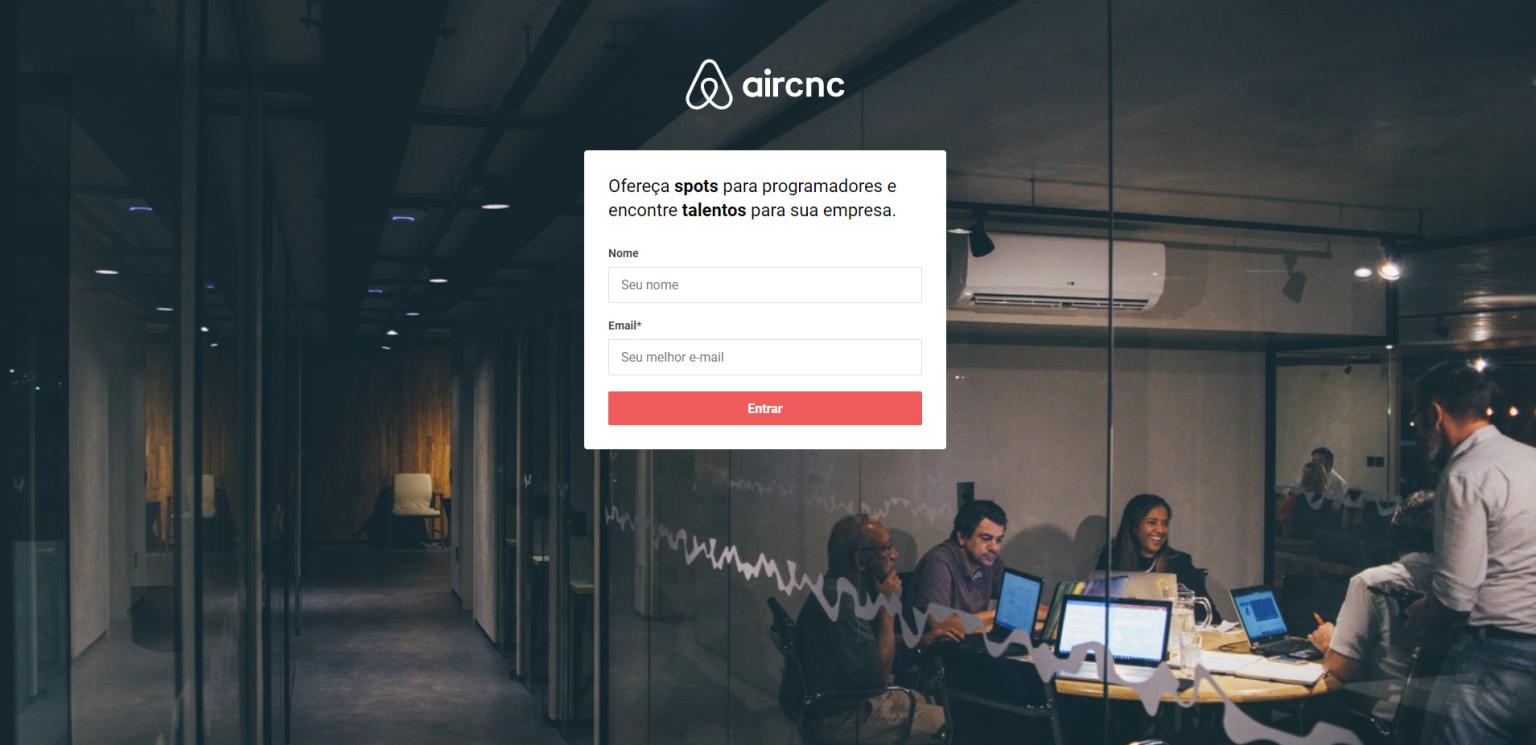 aircnc
Ofereça spots para programadores e
encontre talentos para sua empresa.
Nome
Seu nome
Email*
Seu melhor e-mail
Entrar